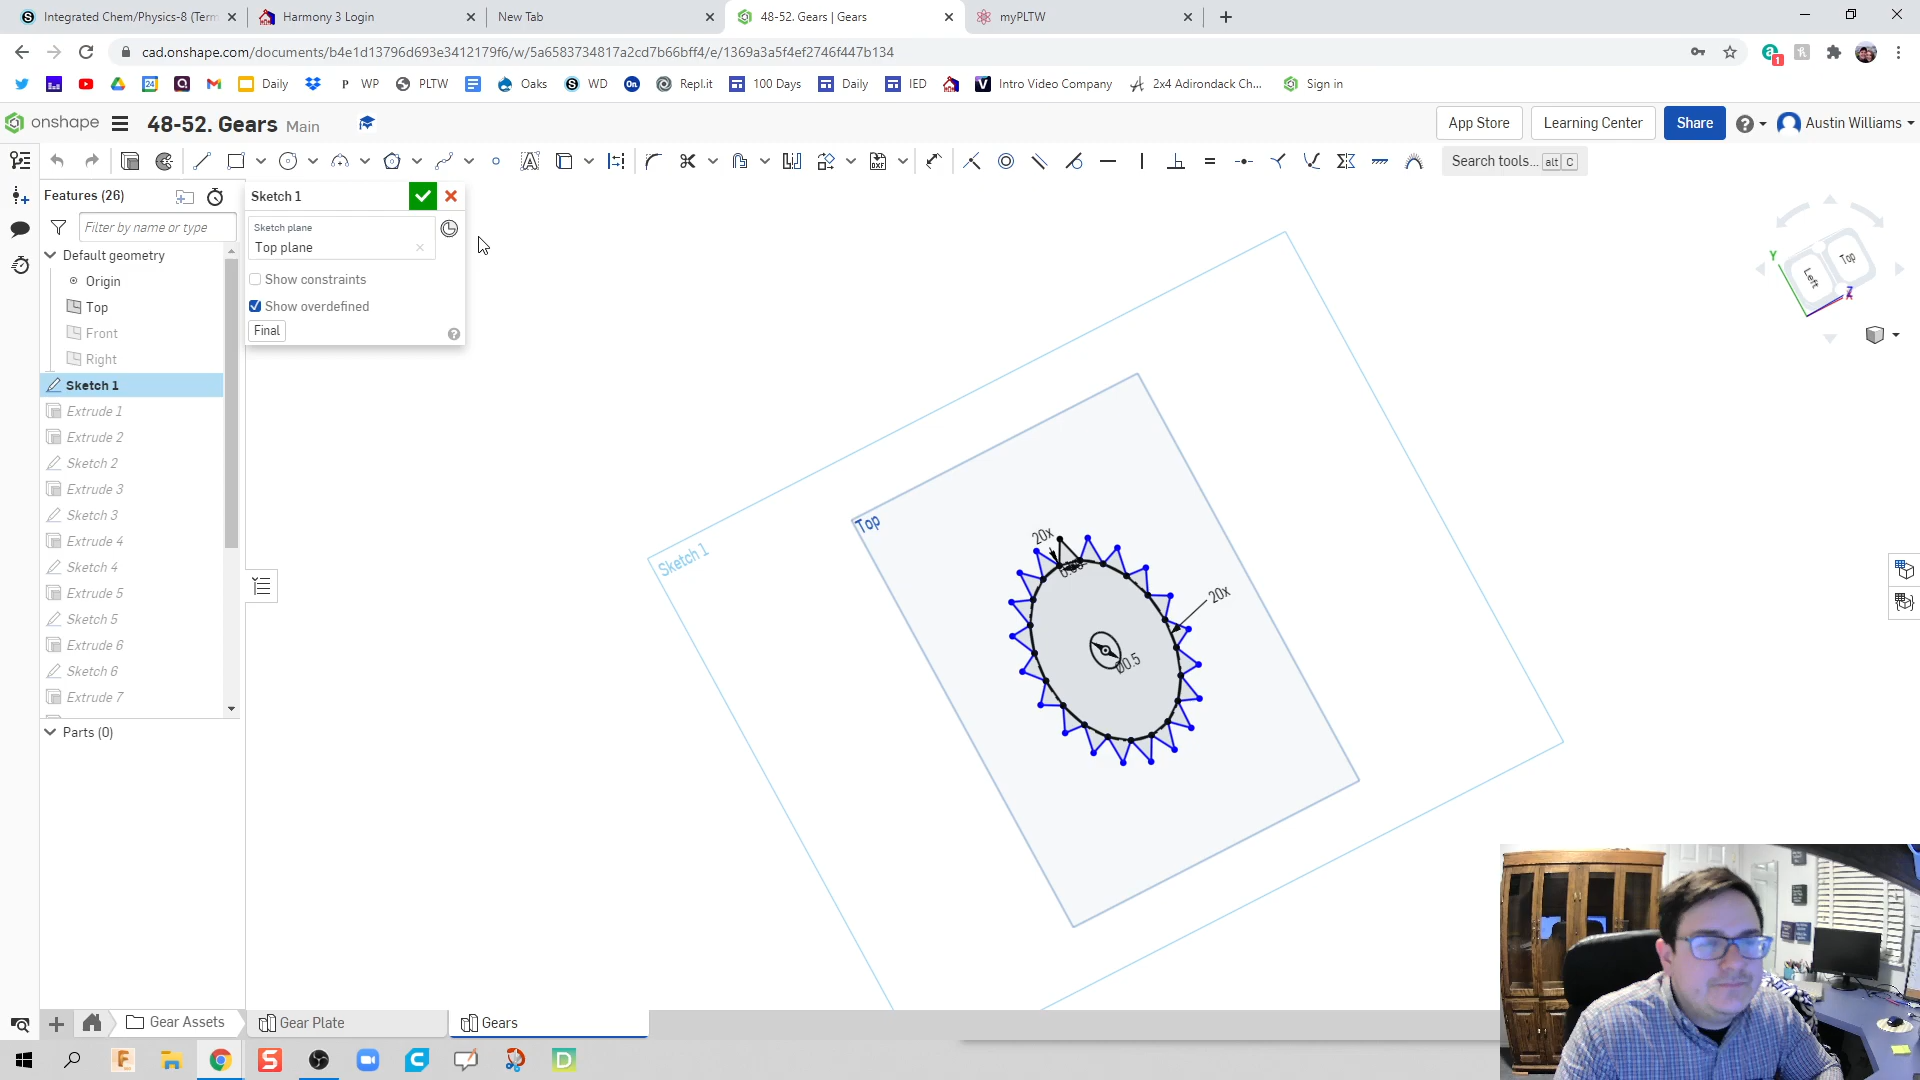 Integrated Chem/Physics-8 (Term
Harmony 3 Login
New Tab
48-52. Gears | Gears
myPLTW
cad.onshape.com/documents/b4e1d13796d693e3412179f6/w/5a6583734817a2cd7b66bff4/e/1369a3a5f4ef2746f447b134
Daily
WP
PLTW
Oaks
WD
Repl.it
100 Days
Daily
IED
Intro Video Company
2x4 Adirondack Ch...
Sign in
onshape
48-52. Gears Main
App Store
Learning Center
Share
Austin Williams
Search tools... alt C
Features (26)
Filter by name or type
Default geometry
Origin
Top
Front
Right
Sketch 1
Extrude 1
Extrude 2
Sketch 2
Extrude 3
Sketch 3
Extrude 4
Sketch 4
Extrude 5
Sketch 5
Extrude 6
Sketch 6
Extrude 7
Parts (0)
Sketch 1
Sketch plane
Top plane
Show constraints
Show overdefined
Final
Sketch 1
Top
20x
20x
Ø0.5
Y
Z
Left
Top
Gear Assets
Gear Plate
Gears